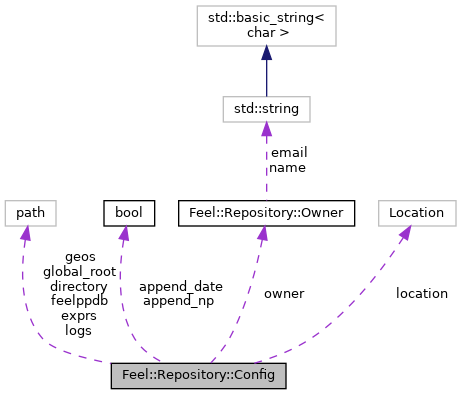 std::basic_string<
char >
std::string
email
name
path
bool
Feel::Repository::Owner
Location
geos
global_root
directory
feelppdb
exprs
logs
append_date
append_np
owner
location
Feel::Repository::Config